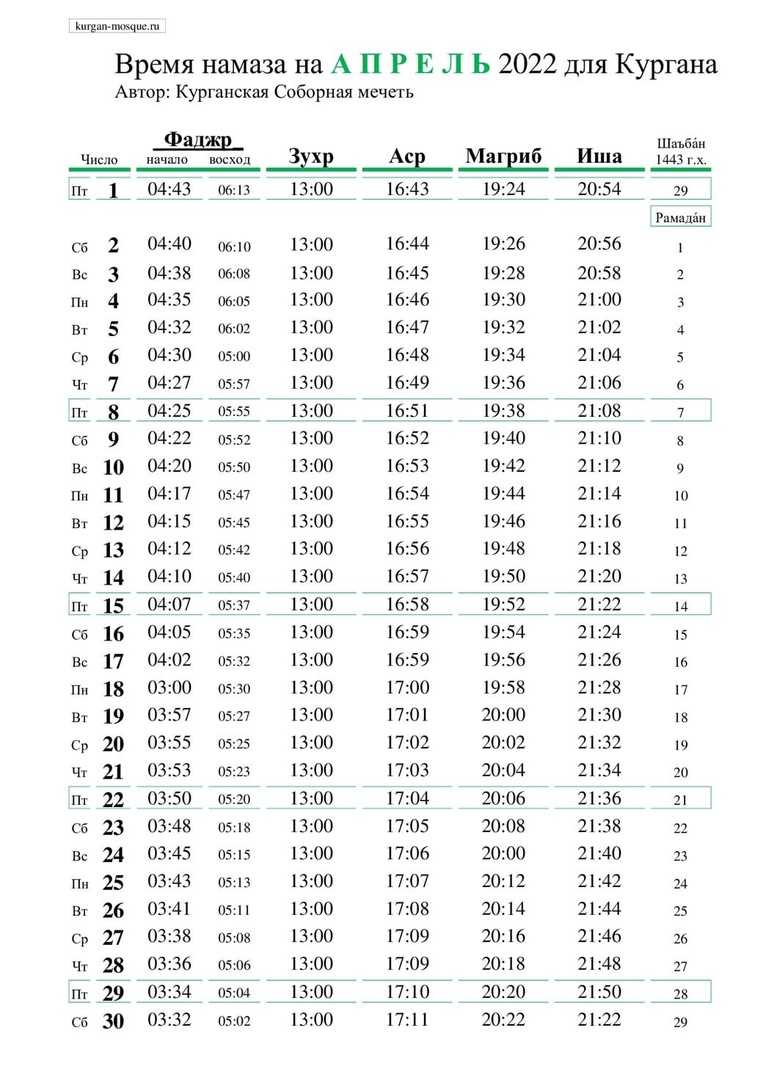 kurgan-mosque.ru
Время намаза на А П Р Е Л Ь 2022 для Кургана
Автор: Курганская Соборная мечеть
Число Фаджр начало восход Зухр Аср Магриб Иша Шаъба́н 1443 г.х.
Пт 1 04:43 06:13 13:00 16:43 19:24 20:54 29
Рамада́н
Сб 2 04:40 06:10 13:00 16:44 19:26 20:56 1
Вс 3 04:38 06:08 13:00 16:45 19:28 20:58 2
Пн 4 04:35 06:05 13:00 16:46 19:30 21:00 3
Вт 5 04:32 06:02 13:00 16:47 19:32 21:02 4
Ср 6 04:30 05:00 13:00 16:48 19:34 21:04 5
Чт 7 04:27 05:57 13:00 16:49 19:36 21:06 6
Пт 8 04:25 05:55 13:00 16:51 19:38 21:08 7
Сб 9 04:22 05:52 13:00 16:52 19:40 21:10 8
Вс 10 04:20 05:50 13:00 16:53 19:42 21:12 9
Пн 11 04:17 05:47 13:00 16:54 19:44 21:14 10
Вт 12 04:15 05:45 13:00 16:55 19:46 21:16 11
Ср 13 04:12 05:42 13:00 16:56 19:48 21:18 12
Чт 14 04:10 05:40 13:00 16:57 19:50 21:20 13
Пт 15 04:07 05:37 13:00 16:58 19:52 21:22 14
Сб 16 04:05 05:35 13:00 16:59 19:54 21:24 15
Вс 17 04:02 05:32 13:00 16:59 19:56 21:26 16
Пн 18 03:00 05:30 13:00 17:00 19:58 21:28 17
Вт 19 03:57 05:27 13:00 17:01 20:00 21:30 18
Ср 20 03:55 05:25 13:00 17:02 20:02 21:32 19
Чт 21 03:53 05:23 13:00 17:03 20:04 21:34 20
Пт 22 03:50 05:20 13:00 17:04 20:06 21:36 21
Сб 23 03:48 05:18 13:00 17:05 20:08 21:38 22
Вс 24 03:45 05:15 13:00 17:06 20:00 21:40 23
Пн 25 03:43 05:13 13:00 17:07 20:12 21:42 24
Вт 26 03:41 05:11 13:00 17:08 20:14 21:44 25
Ср 27 03:38 05:08 13:00 17:09 20:16 21:46 26
Чт 28 03:36 05:06 13:00 17:09 20:18 21:48 27
Пт 29 03:34 05:04 13:00 17:10 20:20 21:50 28
Сб 30 03:32 05:02 13:00 17:11 20:22 21:22 29